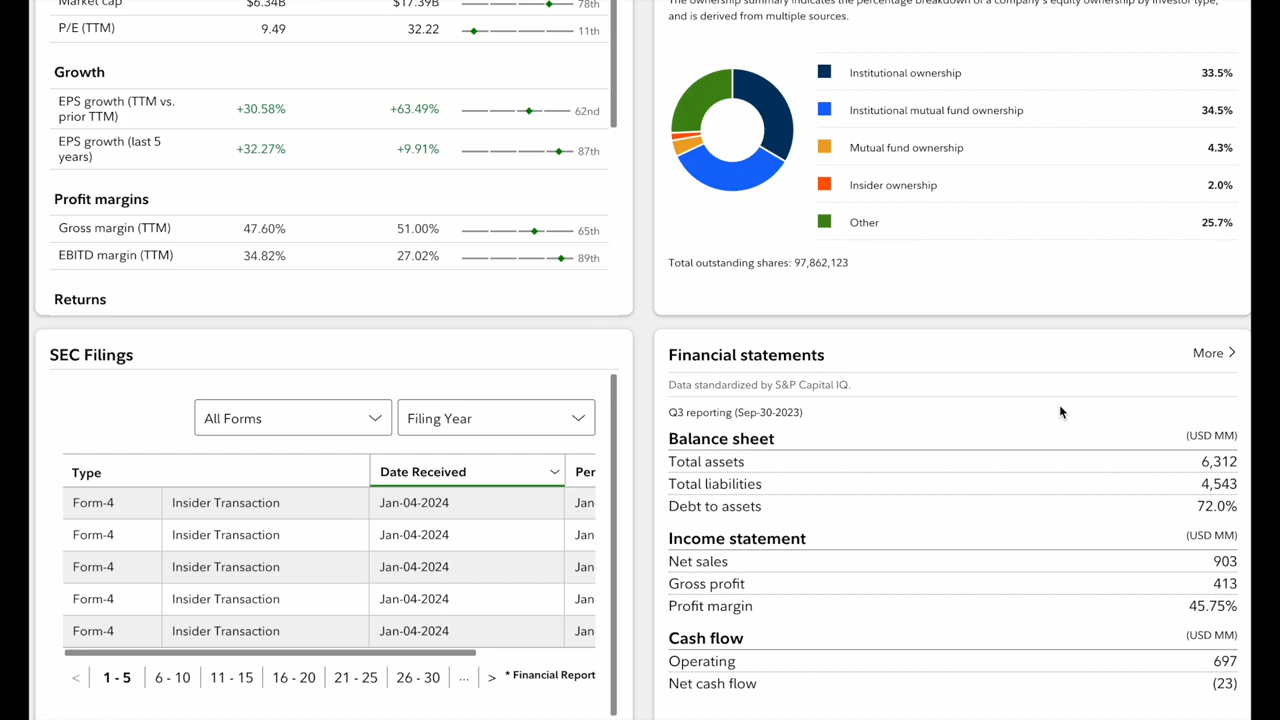 Market cap $6.34B $17.39B 78th
P/E (TTM) 9.49 32.22 11th
Growth
EPS growth (TTM vs.
prior TTM) +30.58% +63.49% 62nd
EPS growth (last 5
years) +32.27% +9.91% 87th
Profit margins
Gross margin (TTM) 47.60% 51.00% 65th
EBITD margin (TTM) 34.82% 27.02% 89th
Returns
The ownership summary indicates the percentage breakdown of a company's equity ownership by investor type,
and is derived from multiple sources.
Institutional ownership 33.5%
Institutional mutual fund ownership 34.5%
Mutual fund ownership 4.3%
Insider ownership 2.0%
Other 25.7%
Total outstanding shares: 97,862,123
SEC Filings
All Forms Filing Year
Type Date Received Per
Form-4 Insider Transaction Jan-04-2024 Jan
Form-4 Insider Transaction Jan-04-2024 Jan
Form-4 Insider Transaction Jan-04-2024 Jan
Form-4 Insider Transaction Jan-04-2024 Jan
Form-4 Insider Transaction Jan-04-2024 Jan
< 1 - 5 6 - 10 11 - 15 16 - 20 21 - 25 26 - 30 ... > * Financial Report
Financial statements More >
Data standardized by S&P Capital IQ.
Q3 reporting (Sep-30-2023)
Balance sheet (USD MM)
Total assets 6,312
Total liabilities 4,543
Debt to assets 72.0%
Income statement (USD MM)
Net sales 903
Gross profit 413
Profit margin 45.75%
Cash flow (USD MM)
Operating 697
Net cash flow (23)